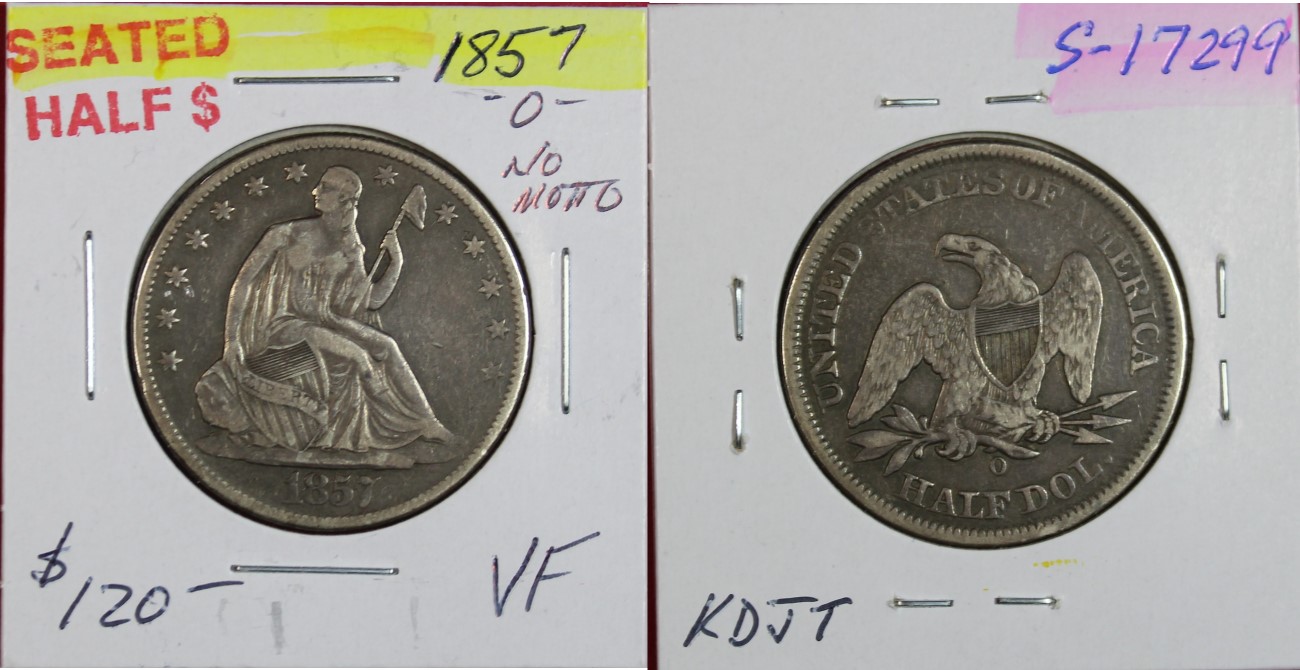 SEATED
HALF $
1857
-O-
NO
MOTTO
LIBERTY
1857
$120-
VF
S-17299
UNITED STATES OF AMERICA
O
HALF DOL.
KDJT